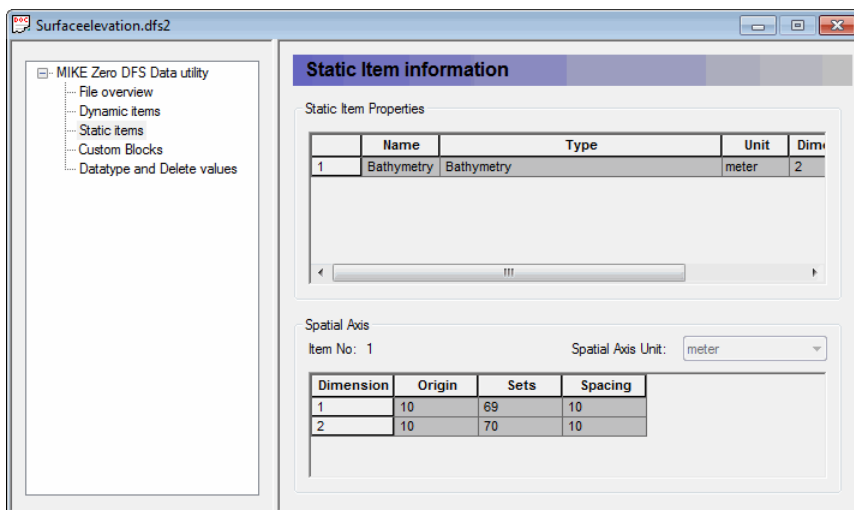 DOC
Surfaceelevation.dfs2
MIKE Zero DFS Data utility
File overview
Dynamic items
Static items
Custom Blocks
Datatype and Delete values
Static Item information
Static Item Properties
Name Type Unit Dime
1 Bathymetry Bathymetry meter 2
Spatial Axis
Item No: 1 Spatial Axis Unit: meter
Dimension Origin Sets Spacing
1 10 69 10
2 10 70 10